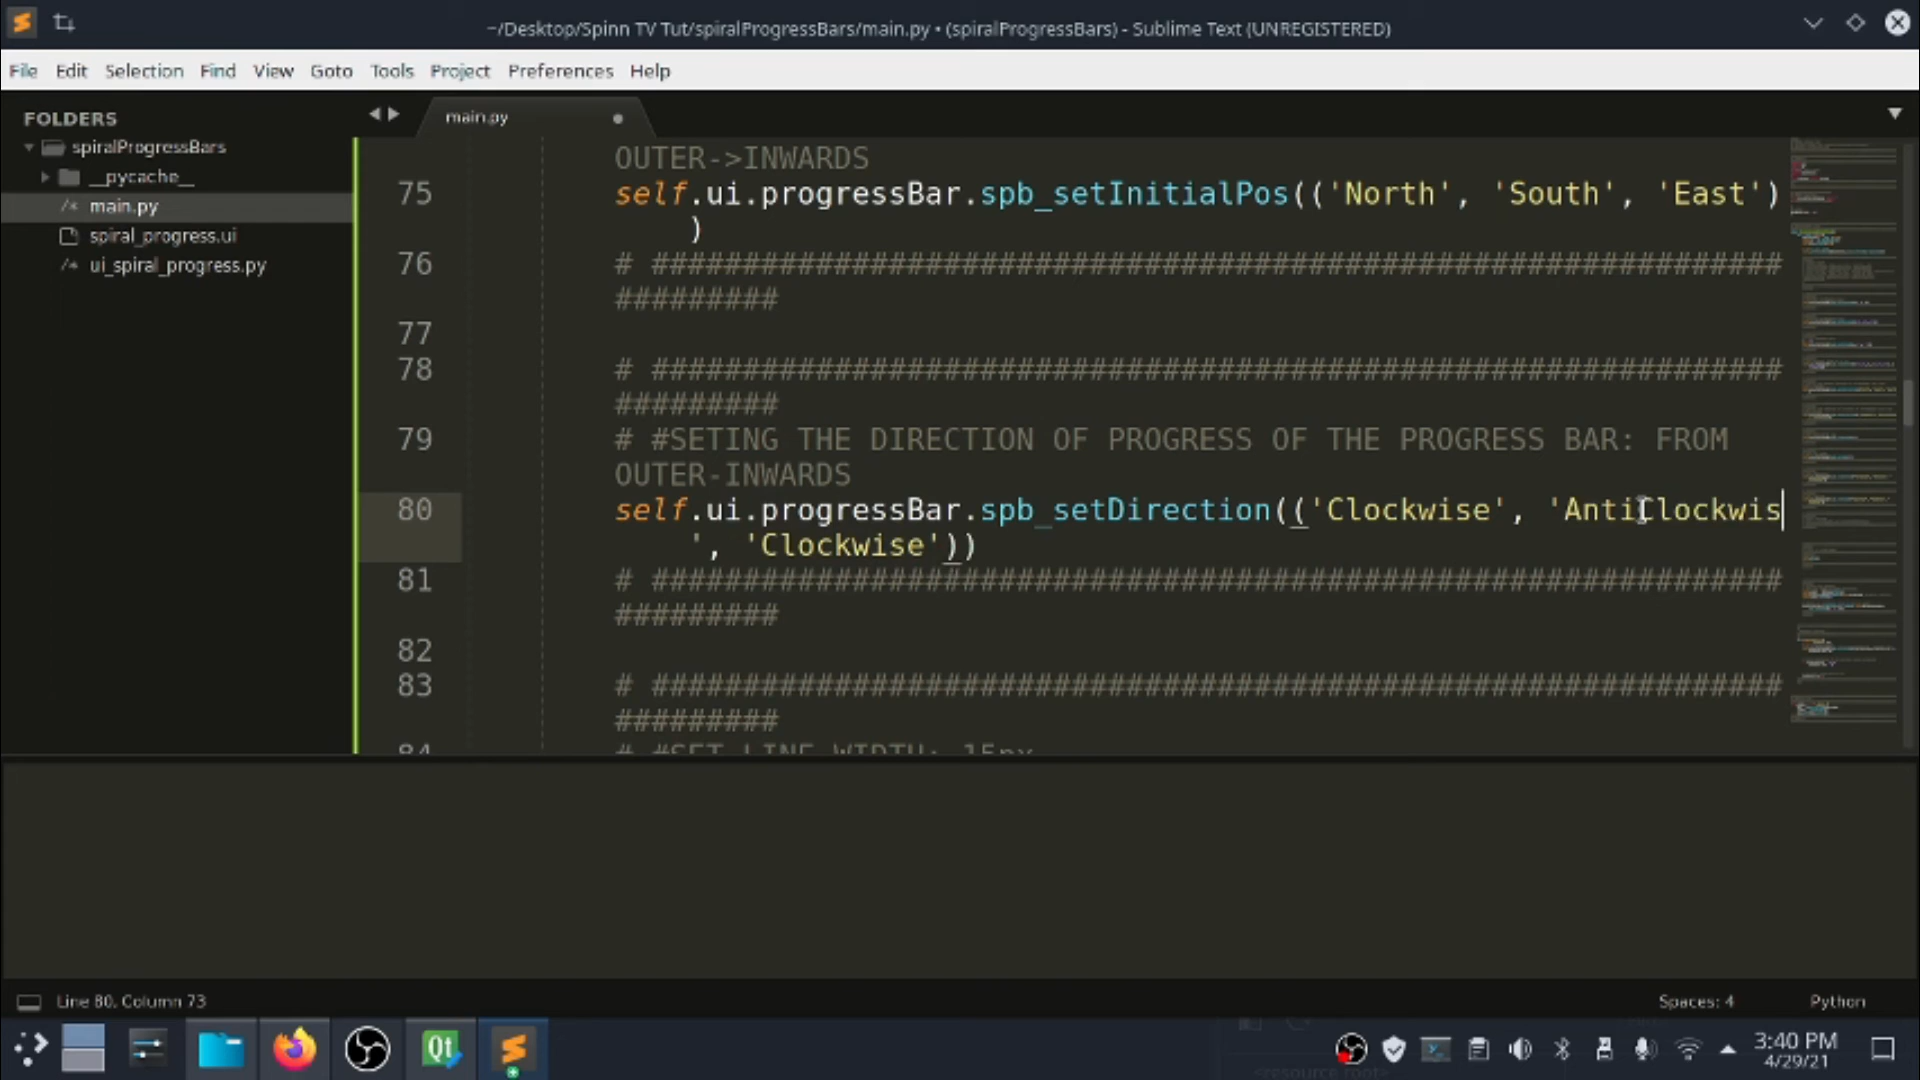 ~/Desktop/Spinn TV Tut/spiralProgressBars/main.py • (spiralProgressBars) - Sublime Text (UNREGISTERED)
File Edit Selection Find View Goto Tools Project Preferences Help
FOLDERS
spiralProgressBars
__pycache__
/* main.py
spiral_progress.ui
/* ui_spiral_progress.py
main.py
OUTER->INWARDS
75 self.ui.progressBar.spb_setInitialPos(('North', 'South', 'East')
)
76 # ##############################################################
#########
77
78 # ##############################################################
#########
79 # #SETING THE DIRECTION OF PROGRESS OF THE PROGRESS BAR: FROM
OUTER-INWARDS
80 self.ui.progressBar.spb_setDirection(('Clockwise', 'AntiClockwis
', 'Clockwise'))
81 # ##############################################################
#########
82
83 # ##############################################################
#########
84 # #SET LINE WIDTH: 15px
Line 80, Column 73
Spaces: 4
Python
Qt
3:40 PM
4/29/21